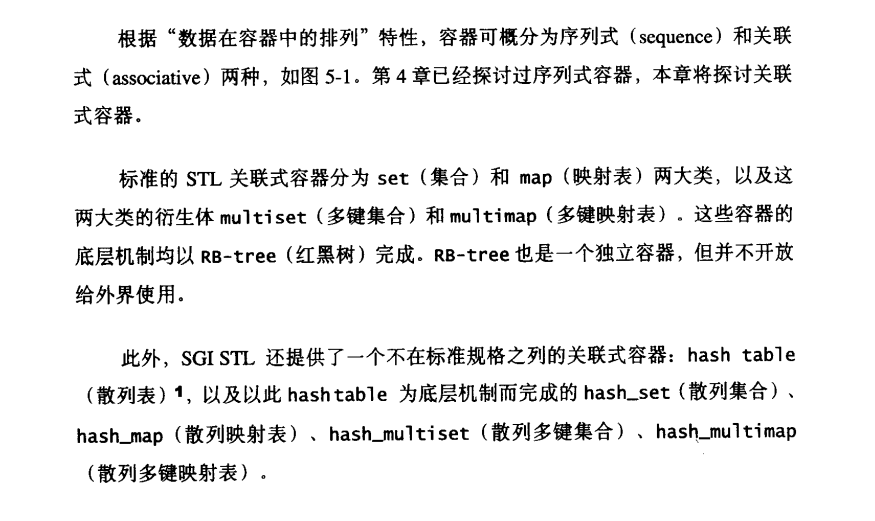 根据“数据在容器中的排列”特性，容器可概分为序列式（sequence）和关联
式（associative）两种，如图 5-1。第 4 章已经探讨过序列式容器，本章将探讨关联
式容器。
标准的 STL 关联式容器分为 set（集合）和 map（映射表）两大类，以及这
两大类的衍生体 multiset（多键集合）和 multimap（多键映射表）。这些容器的
底层机制均以 RB-tree（红黑树）完成。RB-tree 也是一个独立容器，但并不开放
给外界使用。
此外，SGI STL 还提供了一个不在标准规格之列的关联式容器：hash table
（散列表）1，以及以此 hash table 为底层机制而完成的 hash_set（散列集合）、
hash_map（散列映射表）、hash_multiset（散列多键集合）、hash_multimap
（散列多键映射表）。